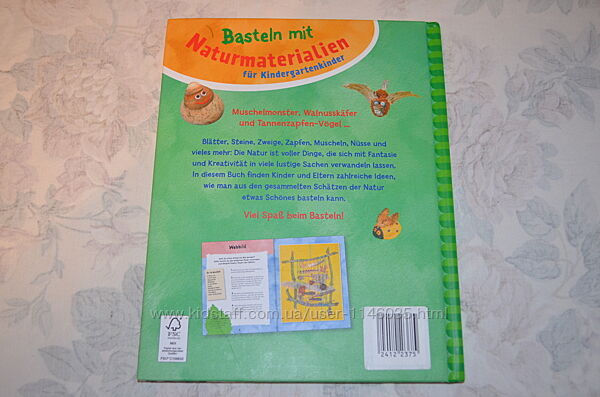 Basteln mit
Naturmaterialien
für Kindergartenkinder
Muschelmonster, Walnusskäfer
und Tannenzapfen-Vögel ...
Blätter, Steine, Zweige, Zapfen, Muscheln, Nüsse und
vieles mehr: Die Natur ist voller Dinge, die sich mit Fantasie
und Kreativität in viele lustige Sachen verwandeln lassen.
In diesem Buch finden Kinder und Eltern zahlreiche Ideen,
wie man aus den gesammelten Schätzen der Natur
etwas Schönes basteln kann.
Viel Spaß beim Basteln!
Webbild
www.kidstaff.com.ua/user-1146035.html
FSC
2412 2375